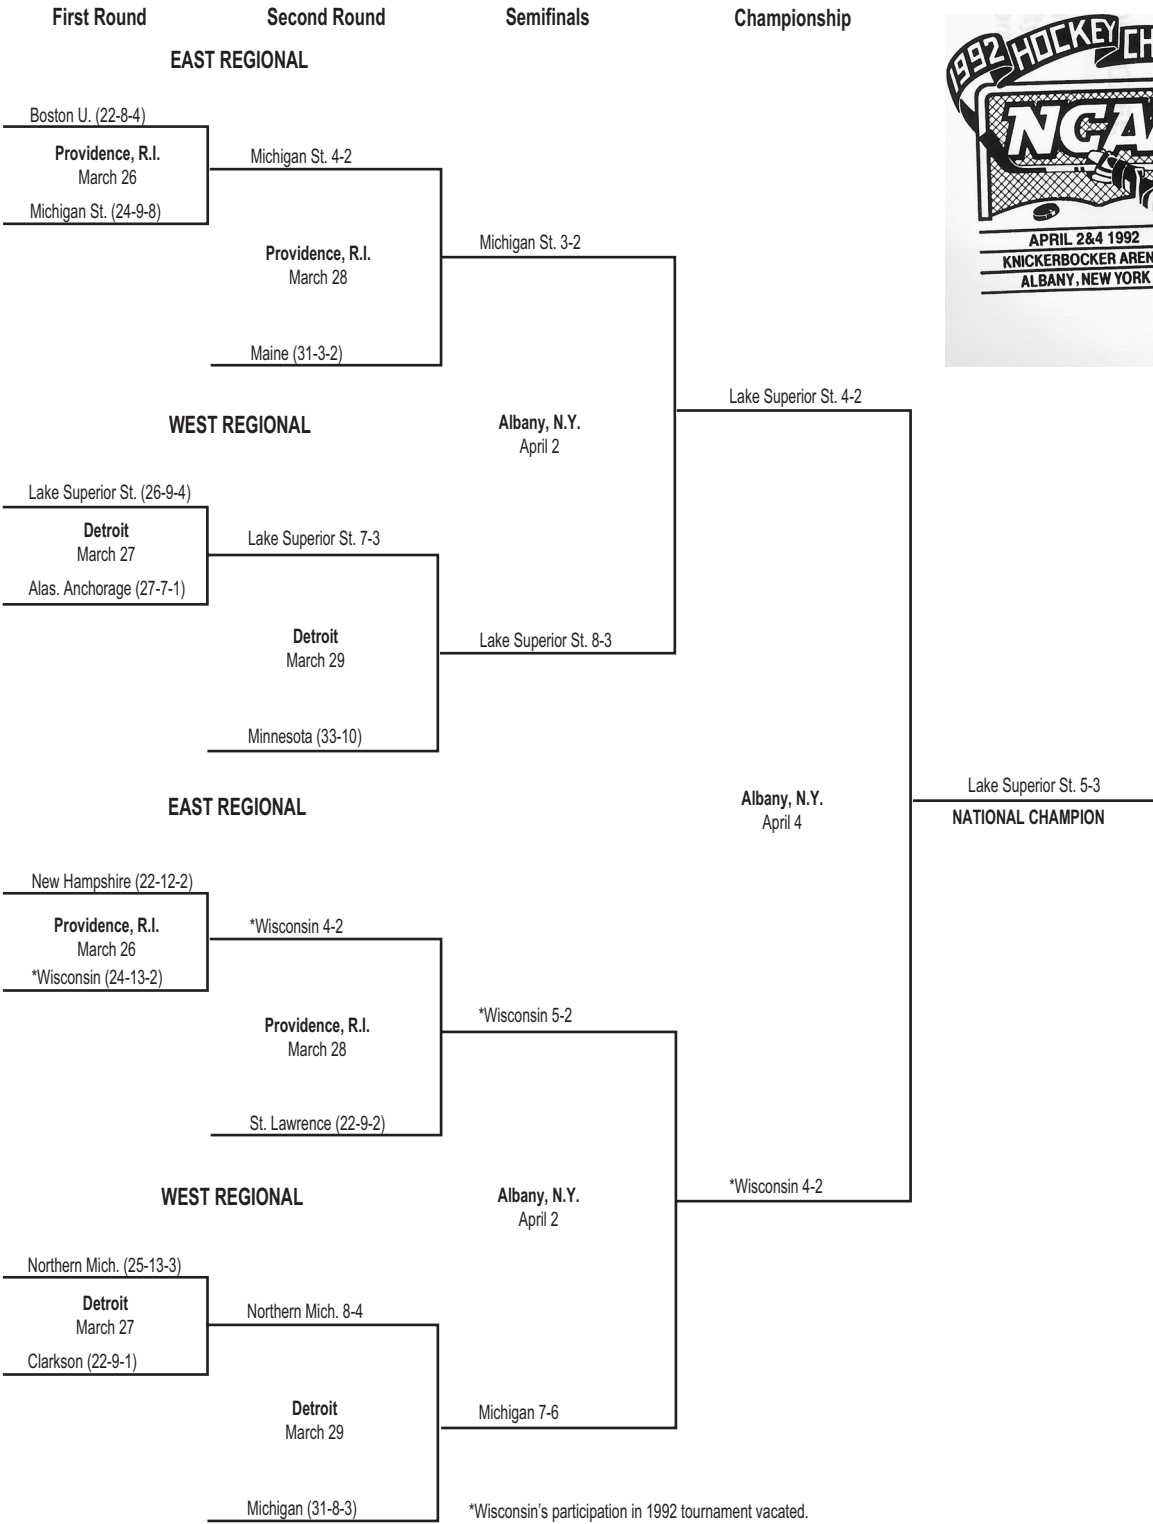 First Round
Second Round
Semifinals
Championship
EAST REGIONAL
Boston U. (22-8-4)
Providence, R.I.
March 26
Michigan St. (24-9-8)
Michigan St. 4-2
Providence, R.I.
March 28
Maine (31-3-2)
Michigan St. 3-2
1992 HOCKEY
NCA
APRIL 2&4 1992
KNICKERBOCKER
ALBANY, NEW YORK
WEST REGIONAL
Albany, N.Y.
April 2
Lake Superior St. 4-2
Lake Superior St. (26-9-4)
Detroit
March 27
Alas. Anchorage (27-7-1)
Lake Superior St. 7-3
Detroit
March 29
Minnesota (33-10)
Lake Superior St. 8-3
EAST REGIONAL
Albany, N.Y.
April 4
Lake Superior St. 5-3
NATIONAL CHAMPION
New Hampshire (22-12-2)
Providence, R.I.
March 26
*Wisconsin (24-13-2)
*Wisconsin 4-2
Providence, R.I.
March 28
St. Lawrence (22-9-2)
*Wisconsin 5-2
WEST REGIONAL
Albany, N.Y.
April 2
*Wisconsin 4-2
Northern Mich. (25-13-3)
Detroit
March 27
Clarkson (22-9-1)
Northern Mich. 8-4
Detroit
March 29
Michigan (31-8-3)
Michigan 7-6
*Wisconsin's participation in 1992 tournament vacated.